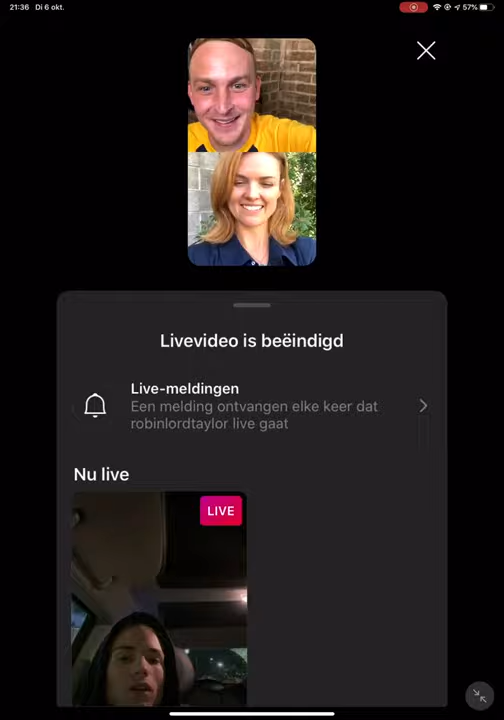 21:36 Di 6 okt. 57%
Livevideo is beëindigd
Live-meldingen
Een melding ontvangen elke keer dat
robinlordtaylor live gaat
Nu live
LIVE